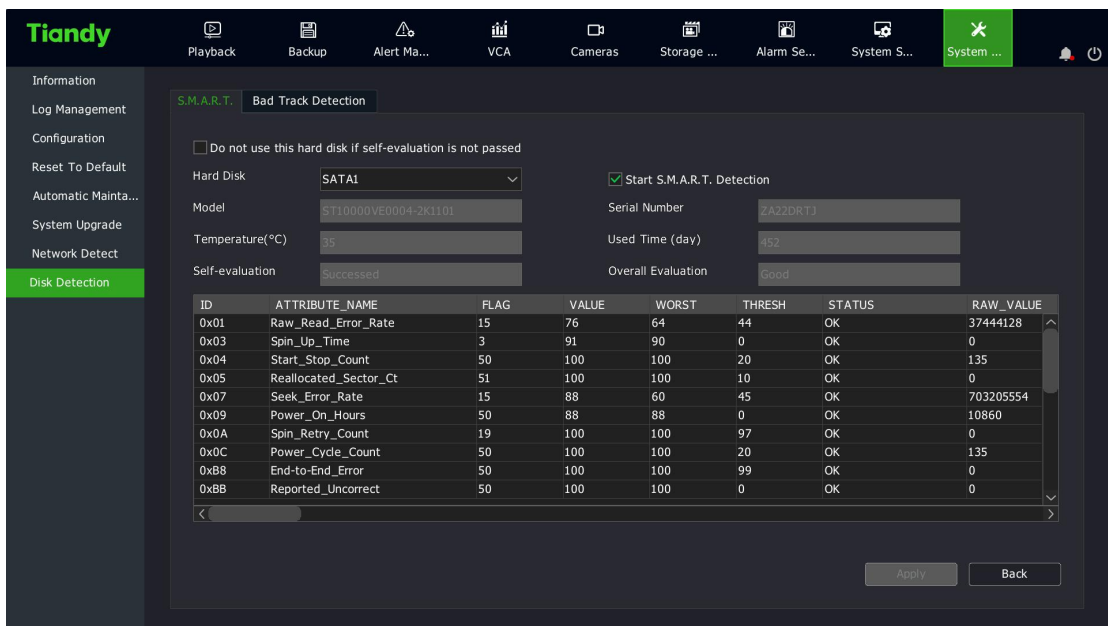 Tiandy
Playback Backup Alert Ma... VCA Cameras Storage ... Alarm Se... System S... System ...
Information
Log Management
Configuration
Reset To Default
Automatic Mainta...
System Upgrade
Network Detect
Disk Detection
S.M.A.R.T. Bad Track Detection
Do not use this hard disk if self-evaluation is not passed
Hard Disk SATA1 Start S.M.A.R.T. Detection
Model ST10000VE0004-2K1101 Serial Number ZA22DRTJ
Temperature(°C) 35 Used Time (day) 452
Self-evaluation Successed Overall Evaluation Good
ID ATTRIBUTE_NAME FLAG VALUE WORST THRESH STATUS RAW_VALUE
0x01 Raw_Read_Error_Rate 15 76 64 44 OK 37444128
0x03 Spin_Up_Time 3 91 90 0 OK 0
0x04 Start_Stop_Count 50 100 100 20 OK 135
0x05 Reallocated_Sector_Ct 51 100 100 10 OK 0
0x07 Seek_Error_Rate 15 88 60 45 OK 703205554
0x09 Power_On_Hours 50 88 88 0 OK 10860
0x0A Spin_Retry_Count 19 100 100 97 OK 0
0x0C Power_Cycle_Count 50 100 100 20 OK 135
0xB8 End-to-End_Error 50 100 100 99 OK 0
0xBB Reported_Uncorrect 50 100 100 0 OK 0
Apply Back